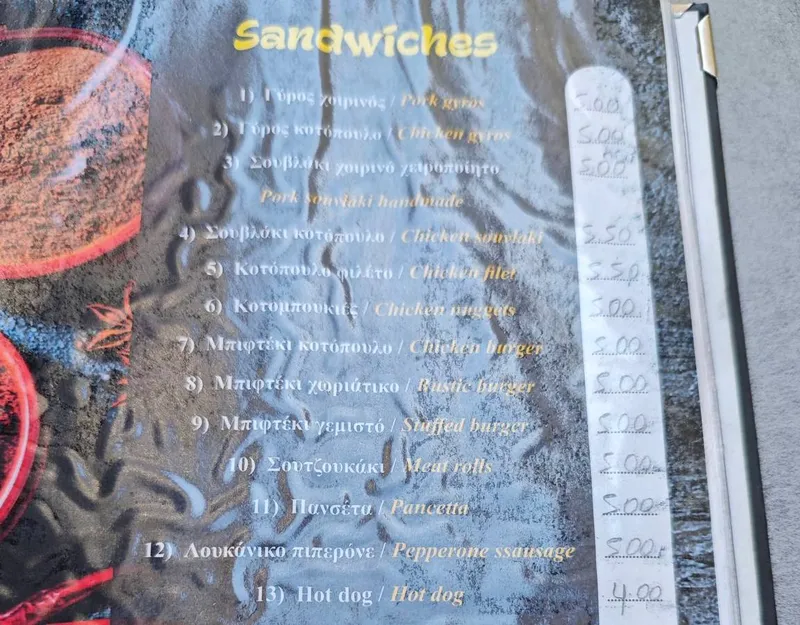 Sandwiches
1) Γύρος χοιρινός / Pork gyros 5.00
2) Γύρος κοτόπουλο / Chicken gyros 5.00
3) Σουβλάκι χοιρινό χειροποίητο 5.00
Pork souvlaki handmade
4) Σουβλάκι κοτόπουλο / Chicken souvlaki 5.50
5) Κοτόπουλο φιλέτο / Chicken filet 5.50
6) Κοτομπουκιές / Chicken nuggets 5.00
7) Μπιφτέκι κοτόπουλο / Chicken burger 5.00
8) Μπιφτέκι χωριάτικο / Rustic burger 5.00
9) Μπιφτέκι γεμιστό / Stuffed burger 5.00
10) Σουτζουκάκι / Meat rolls 5.00
11) Πανσέτα / Pancetta 5.00
12) Λουκάνικο πιπερόνε / Pepperone ssausage 5.00
13) Hot dog / Hot dog 4.00